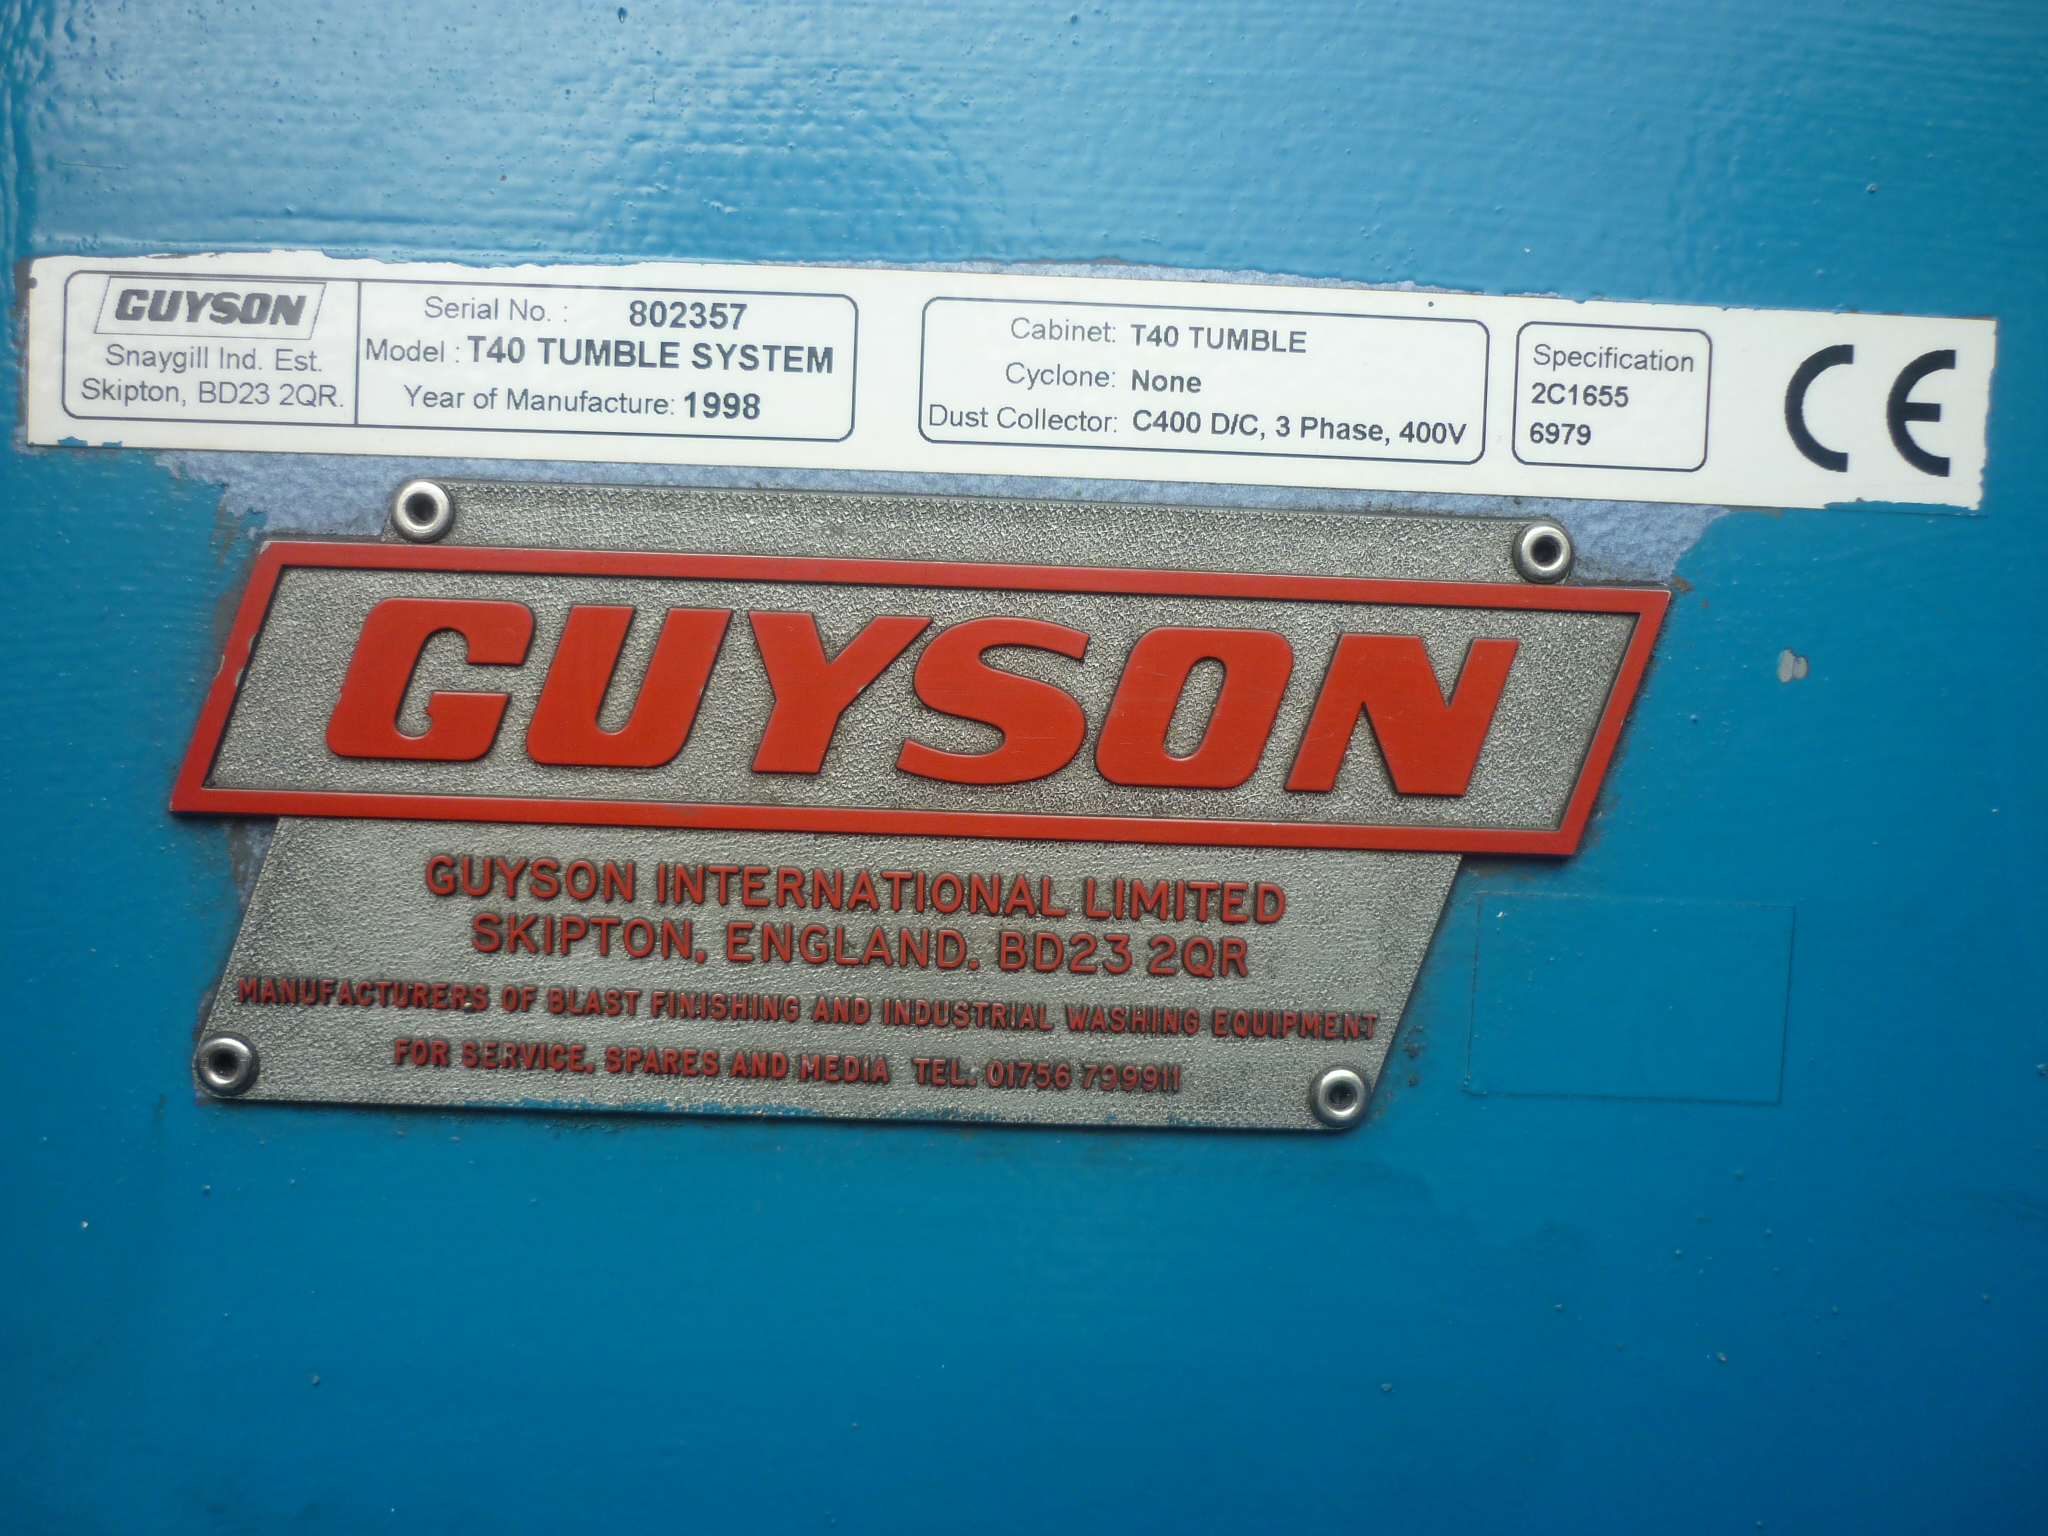 GUYSON
Snaygill Ind. Est.
Skipton, BD23 2QR.
Serial No. : 802357
Model : T40 TUMBLE SYSTEM
Year of Manufacture: 1998
Cabinet: T40 TUMBLE
Cyclone: None
Dust Collector: C400 D/C, 3 Phase, 400V
Specification
2C1655
6979
CE
GUYSON
GUYSON INTERNATIONAL LIMITED
SKIPTON, ENGLAND. BD23 2QR
MANUFACTURERS OF BLAST FINISHING AND INDUSTRIAL WASHING EQUIPMENT
FOR SERVICE, SPARES AND MEDIA TEL. 01756 799911